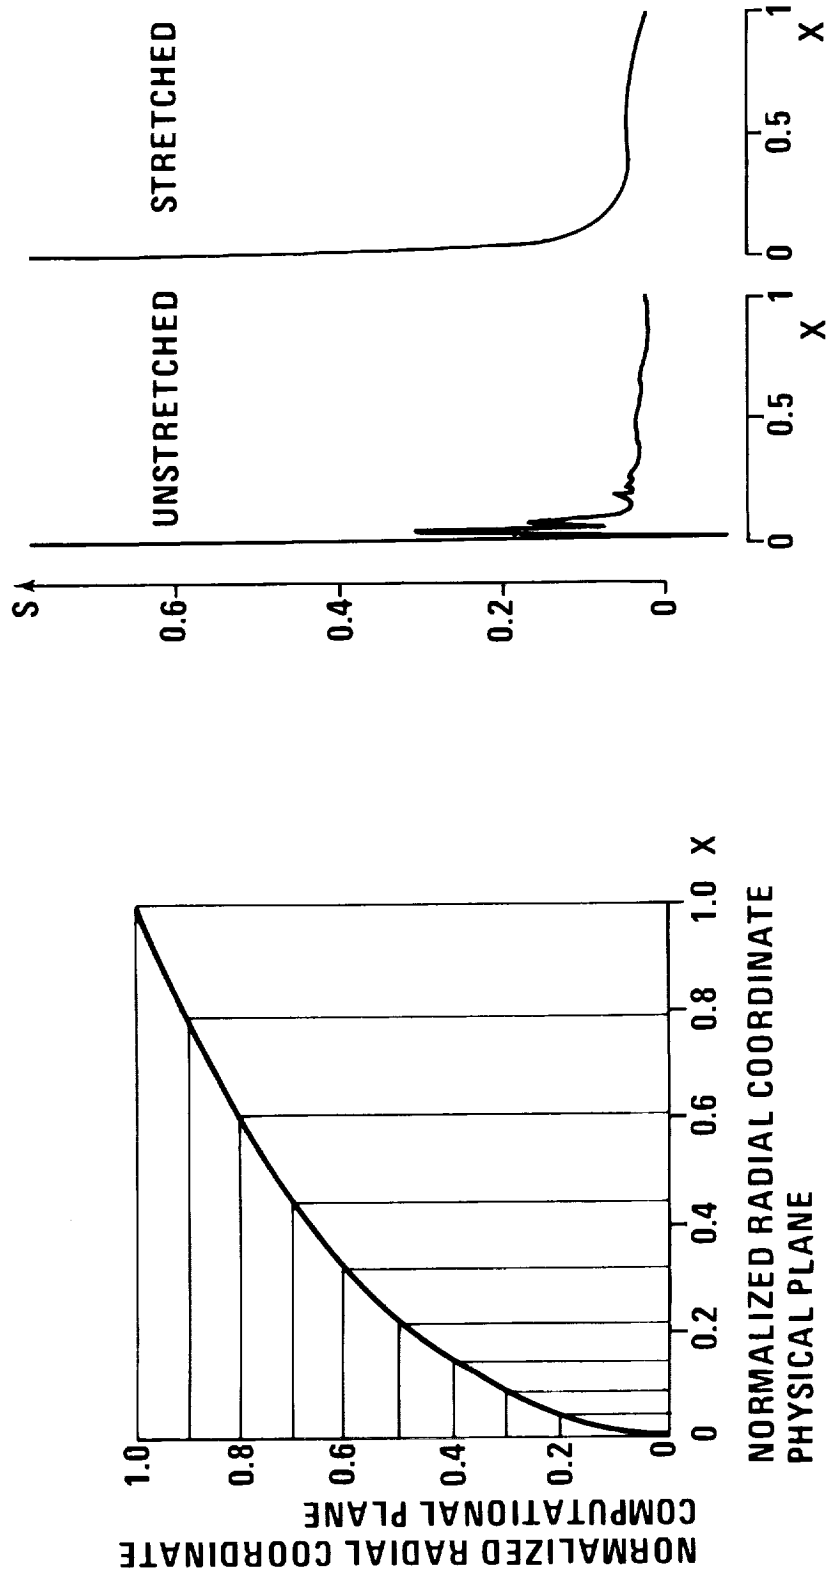 NORMALIZED RADIAL COORDINATE
COMPUTATIONAL PLANE
1.0
0.8
0.6
0.4
0.2
0
0 0.2 0.4 0.6 0.8 1.0 X
NORMALIZED RADIAL COORDINATE
PHYSICAL PLANE
S
0.6
0.4
0.2
0
UNSTRETCHED
0 0.5 1
X
STRETCHED
0 0.5 1
X